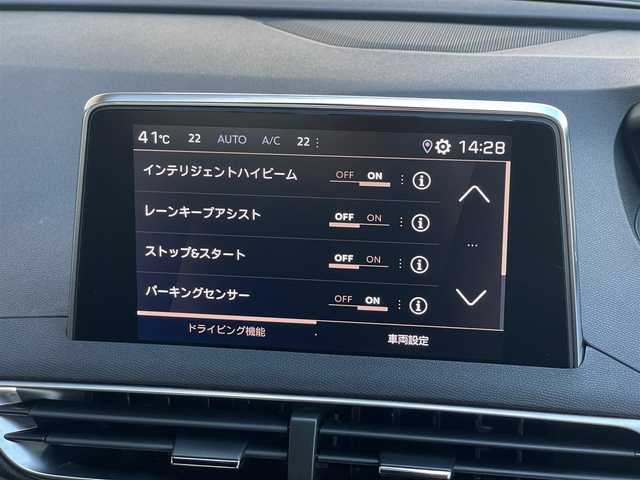 41℃ 22 AUTO A/C 22 14:28
インテリジェントハイビーム OFF ON
レーンキープアシスト OFF ON
ストップ&スタート OFF ON
パーキングセンサー OFF ON
ドライビング機能 車両設定